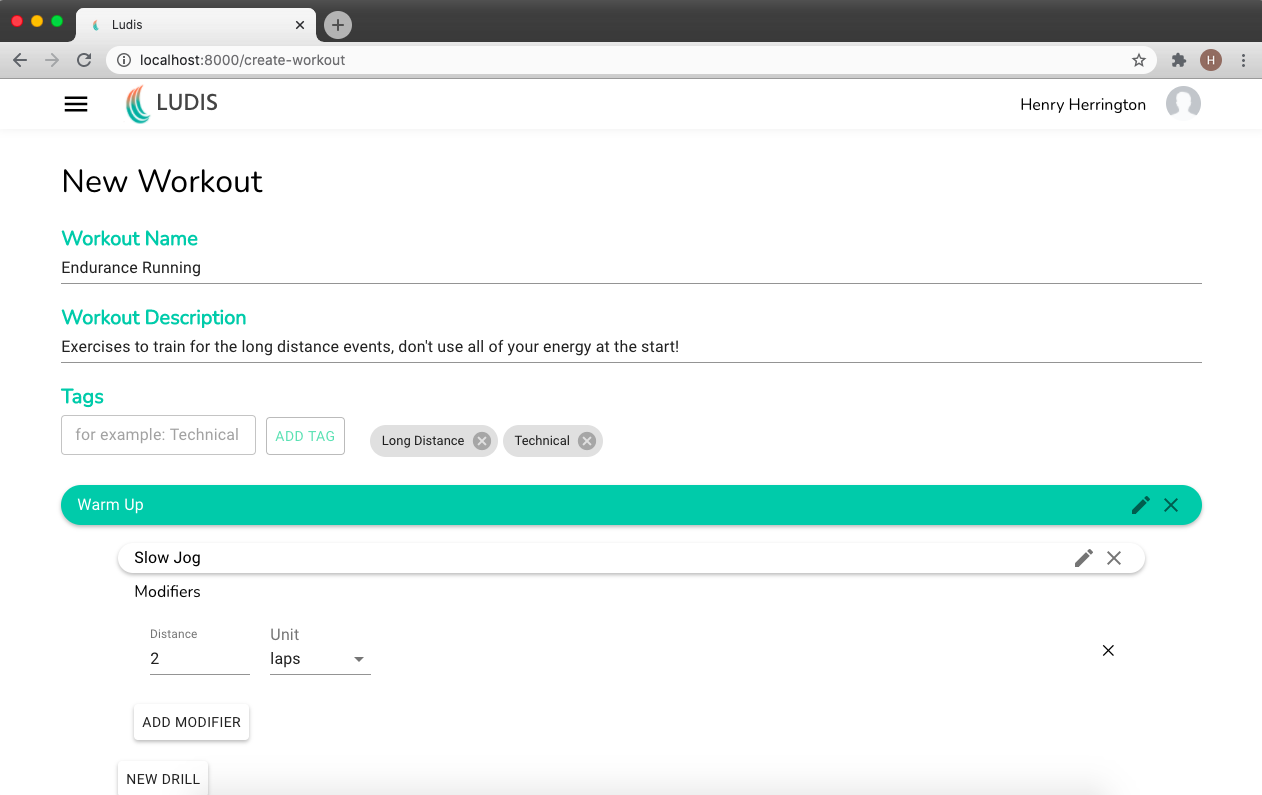 Ludis
localhost:8000/create-workout
H
LUDIS
Henry Herrington
New Workout
Workout Name
Endurance Running
Workout Description
Exercises to train for the long distance events, don't use all of your energy at the start!
Tags
for example: Technical
ADD TAG
Long Distance
Technical
Warm Up
Slow Jog
Modifiers
Distance
Unit
2
laps
ADD MODIFIER
NEW DRILL